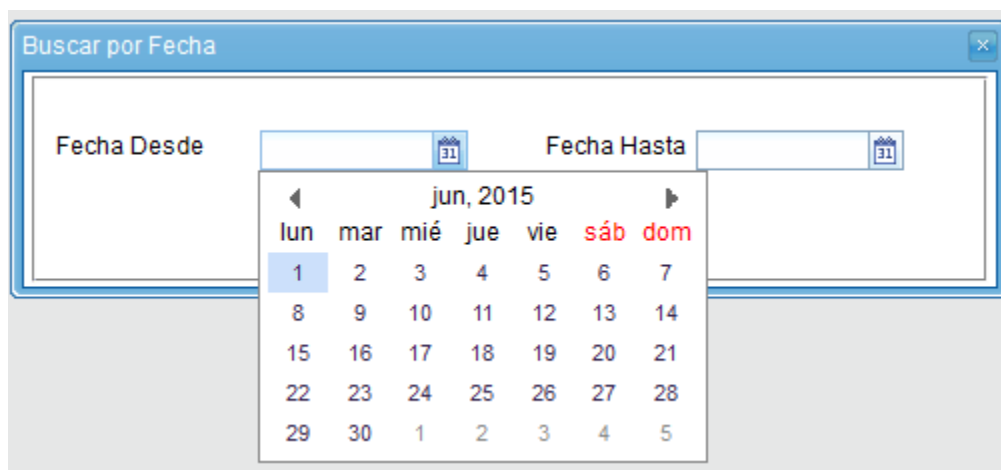 Buscar por Fecha
Fecha Desde 31 Fecha Hasta 31
jun, 2015
lun mar mié jue vie sáb dom
1 2 3 4 5 6 7
8 9 10 11 12 13 14
15 16 17 18 19 20 21
22 23 24 25 26 27 28
29 30 1 2 3 4 5